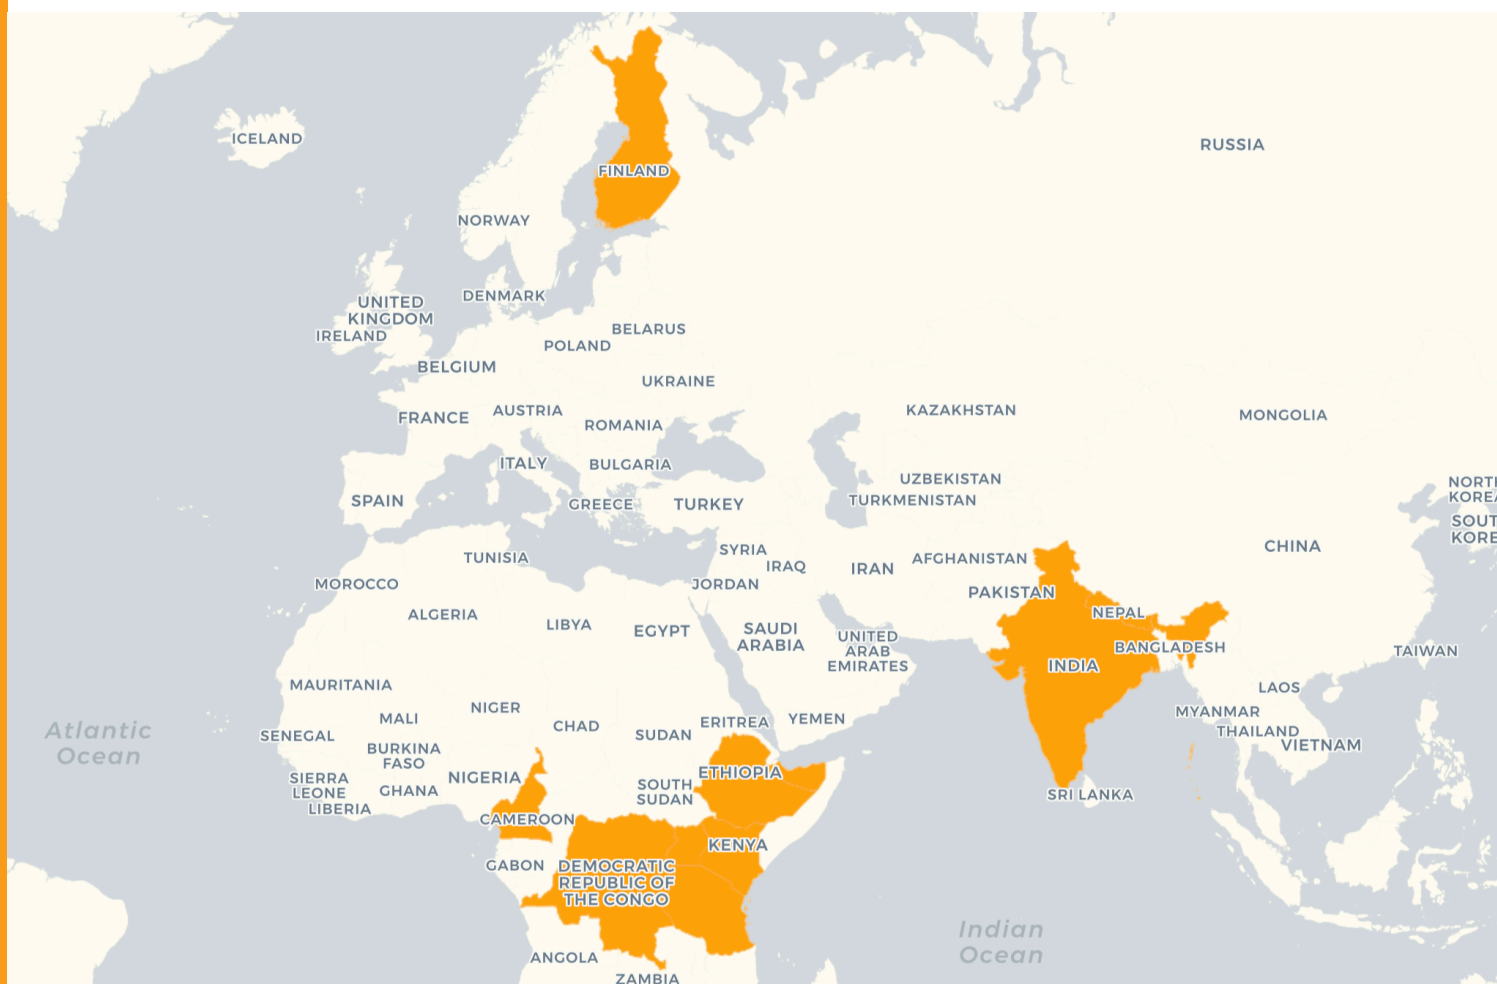 ICELAND
RUSSIA
FINLAND
NORWAY
DENMARK
UNITED
KINGDOM
IRELAND
BELARUS
POLAND
BELGIUM
UKRAINE
FRANCE
AUSTRIA
ROMANIA
KAZAKHSTAN
MONGOLIA
ITALY
BULGARIA
SPAIN
GREECE
TURKEY
UZBEKISTAN
TURKMENISTAN
NORTH
KOREA
SOUT
KORE
TUNISIA
SYRIA
IRAQ
IRAN
AFGHANISTAN
CHINA
MOROCCO
JORDAN
PAKISTAN
ALGERIA
LIBYA
EGYPT
SAUDI
ARABIA
UNITED
ARAB
EMIRATES
NEPAL
BANGLADESH
INDIA
TAIWAN
MAURITANIA
MALI
NIGER
CHAD
SUDAN
ERITREA
YEMEN
LAOS
MYANMAR
THAILAND
VIETNAM
Atlantic
Ocean
SENEGAL
BURKINA
FASO
SIERRA
LEONE
LIBERIA
GHANA
NIGERIA
SOUTH
SUDAN
ETHIOPIA
SRI LANKA
CAMEROON
KENYA
GABON
DEMOCRATIC
REPUBLIC OF
THE CONGO
Indian
Ocean
ANGOLA
ZAMBIA